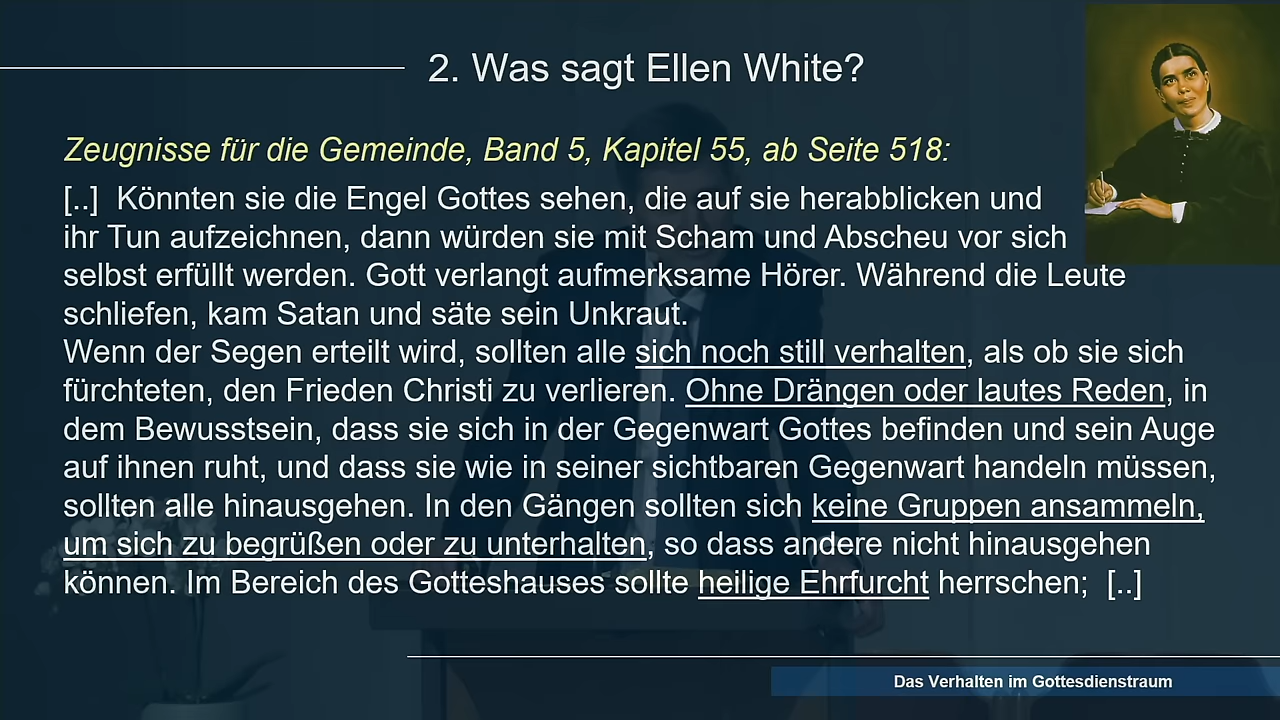 2. Was sagt Ellen White?
Zeugnisse für die Gemeinde, Band 5, Kapitel 55, ab Seite 518:
[..] Könnten sie die Engel Gottes sehen, die auf sie herabblicken und
ihr Tun aufzeichnen, dann würden sie mit Scham und Abscheu vor sich
selbst erfüllt werden. Gott verlangt aufmerksame Hörer. Während die Leute
schliefen, kam Satan und säte sein Unkraut.
Wenn der Segen erteilt wird, sollten alle sich noch still verhalten, als ob sie sich
fürchteten, den Frieden Christi zu verlieren. Ohne Drängen oder lautes Reden, in
dem Bewusstsein, dass sie sich in der Gegenwart Gottes befinden und sein Auge
auf ihnen ruht, und dass sie wie in seiner sichtbaren Gegenwart handeln müssen,
sollten alle hinausgehen. In den Gängen sollten sich keine Gruppen ansammeln,
um sich zu begrüßen oder zu unterhalten, so dass andere nicht hinausgehen
können. Im Bereich des Gotteshauses sollte heilige Ehrfurcht herrschen; [..]
Das Verhalten im Gottesdienstraum